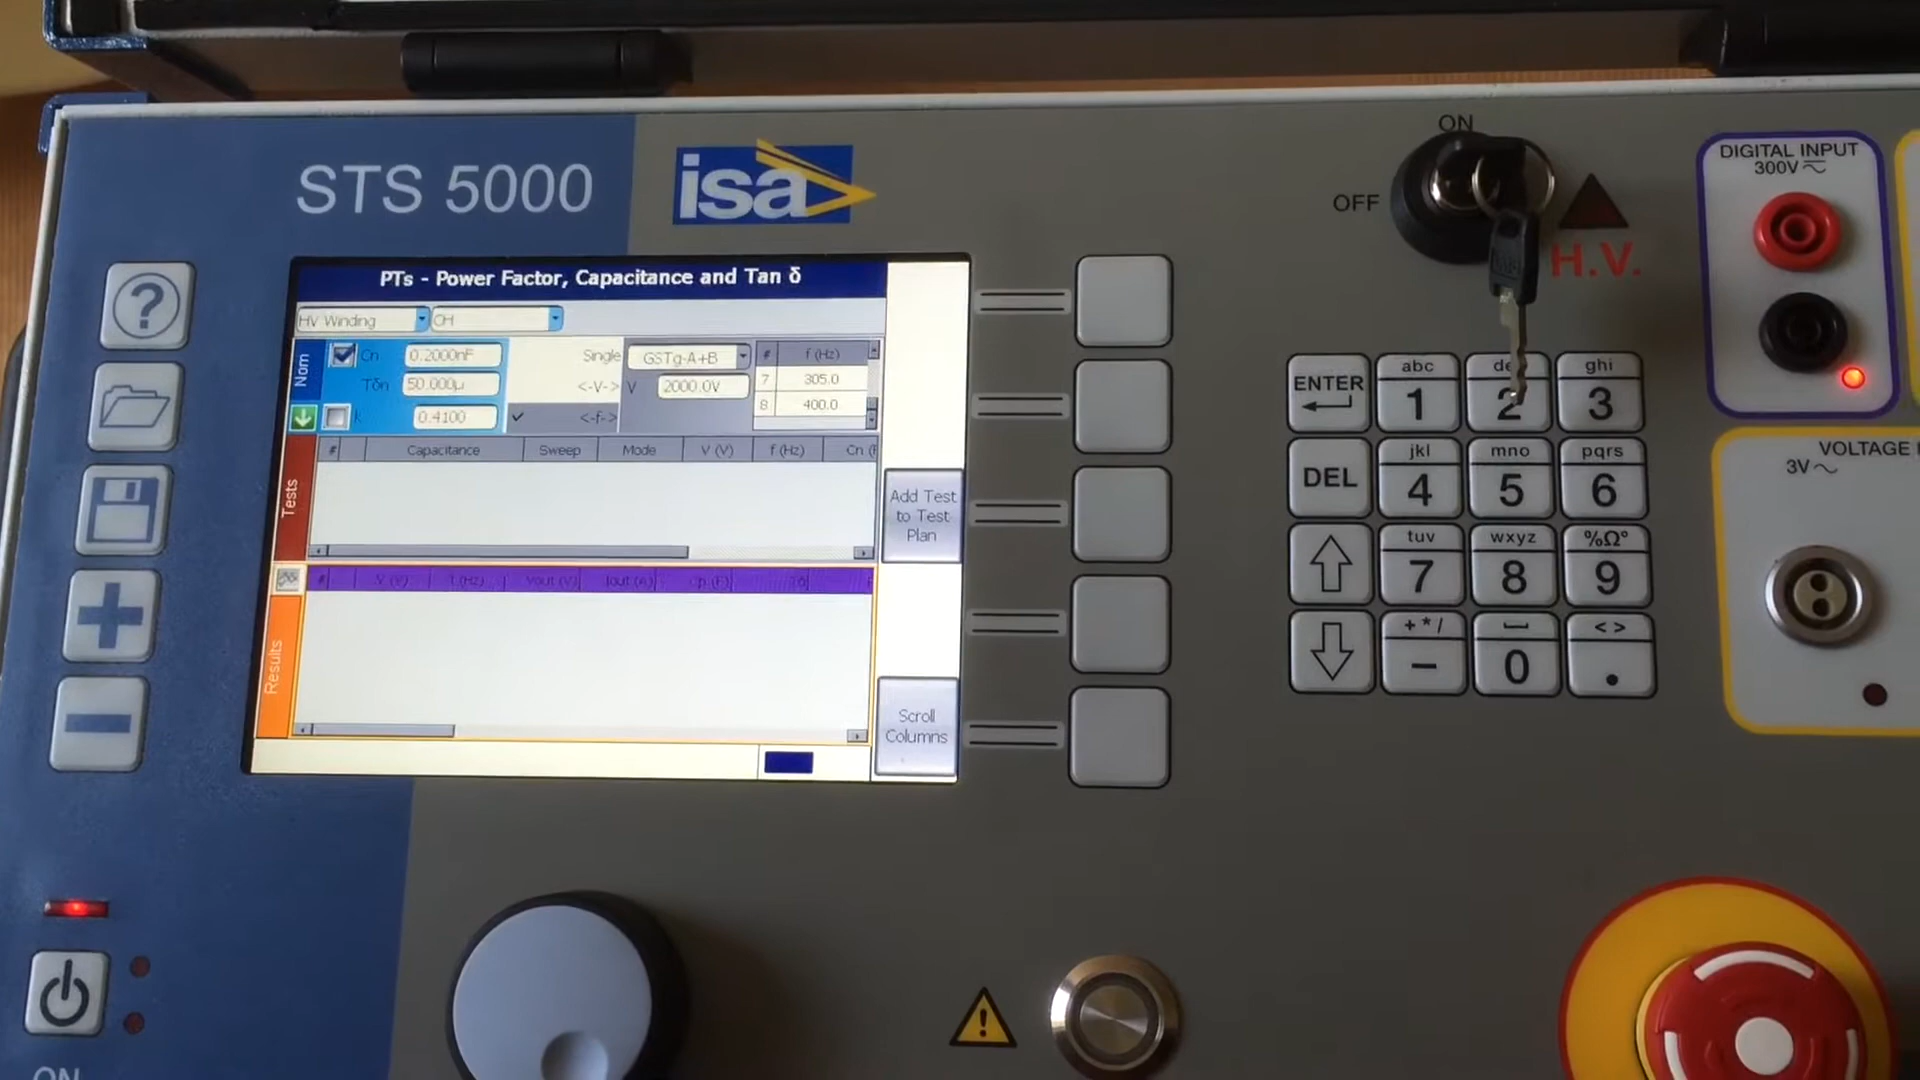 STS 5000
isa
ON
OFF
H.V.
DIGITAL INPUT
300V
PTs - Power Factor, Capacitance and Tan δ
HV Winding
CH
Nom
Cn 0.2000nF
Tδn 50.000µ
k 0.4100
Single GSTg-A+B
<-V-> V 2000.0V
<-f->
# f (Hz)
7 305.0
8 400.0
Tests
# Capacitance Sweep Mode V (V) f (Hz) Cn (F
Add Test
to Test
Plan
Results
# V (V) f (Hz) Vout (V) Iout (A) Cp (F) Tδ
Scroll
Columns
ENTER
abc
1
de
2
ghi
3
DEL
jkl
4
mno
5
pqrs
6
tuv
7
wxyz
8
%Ω°
9
+ * /
-
0
< >
.
VOLTAGE
3V
ON